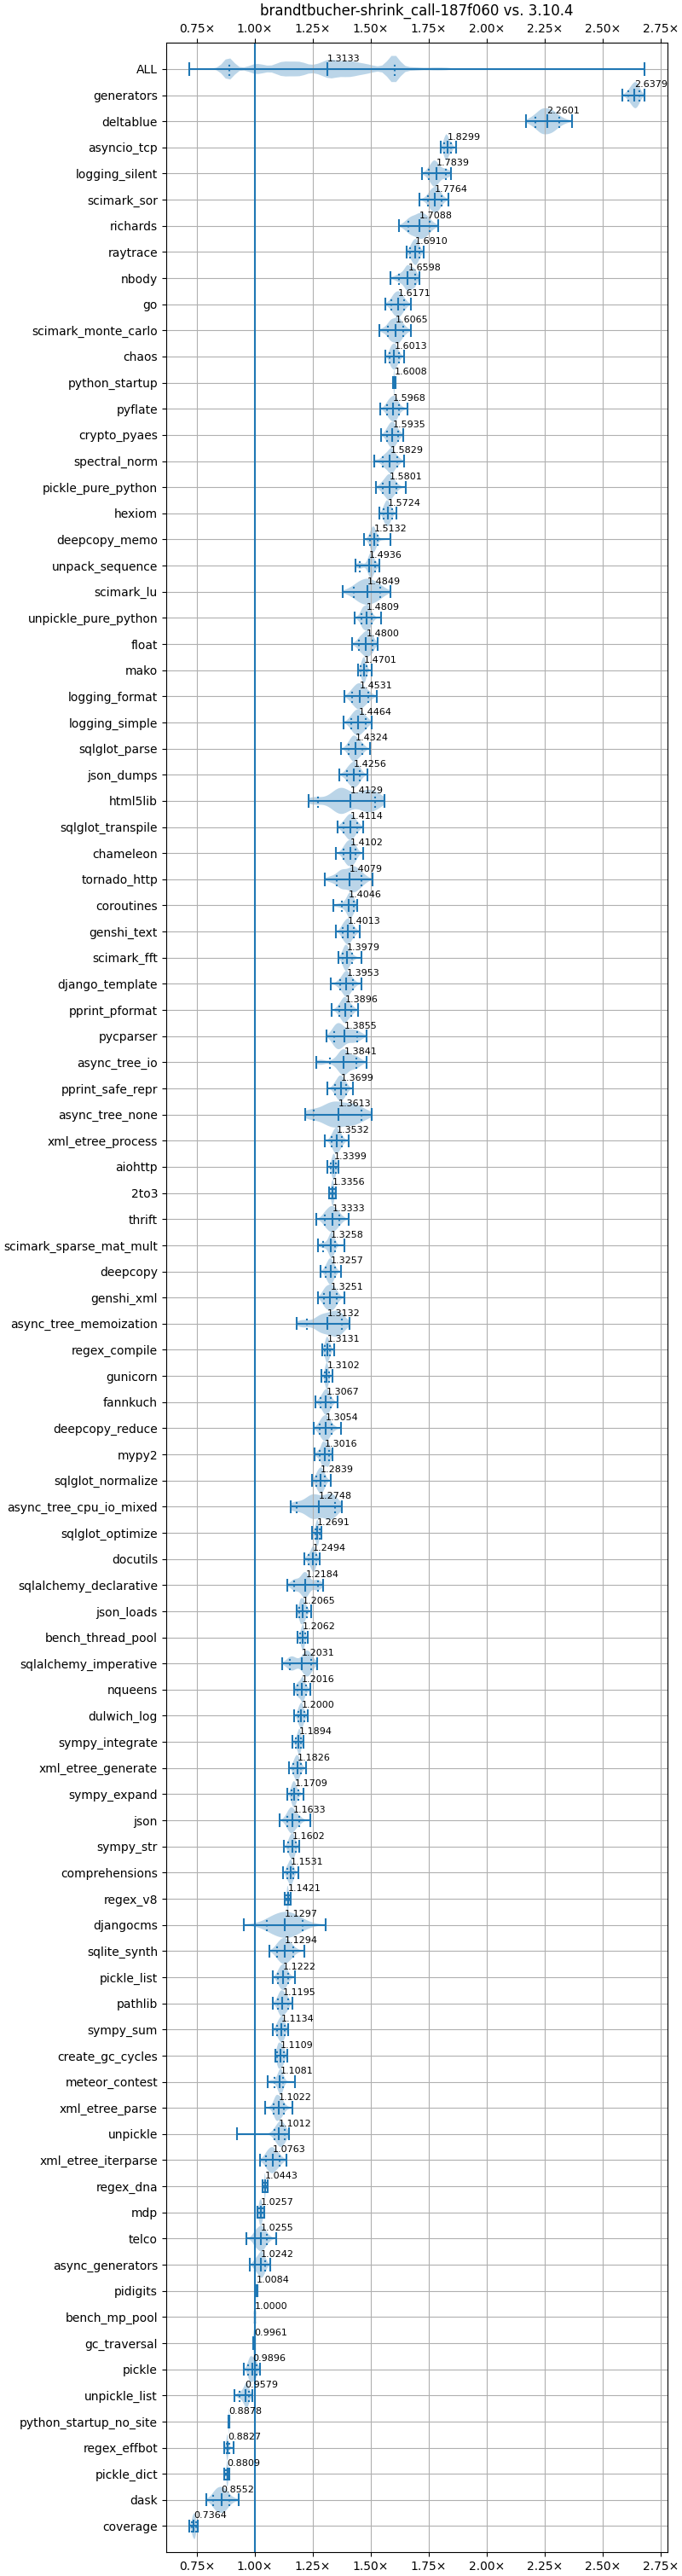 brandtbucher-shrink_call-187f060 vs. 3.10.4
0.75× 1.00× 1.25× 1.50× 1.75× 2.00× 2.25× 2.50× 2.75×
ALL 1.3133
generators 2.6379
deltablue 2.2601
asyncio_tcp 1.8299
logging_silent 1.7839
scimark_sor 1.7764
richards 1.7088
raytrace 1.6910
nbody 1.6598
go 1.6171
scimark_monte_carlo 1.6065
chaos 1.6013
python_startup 1.6008
pyflate 1.5968
crypto_pyaes 1.5935
spectral_norm 1.5829
pickle_pure_python 1.5801
hexiom 1.5724
deepcopy_memo 1.5132
unpack_sequence 1.4936
scimark_lu 1.4849
unpickle_pure_python 1.4809
float 1.4800
mako 1.4701
logging_format 1.4531
logging_simple 1.4464
sqlglot_parse 1.4324
json_dumps 1.4256
html5lib 1.4129
sqlglot_transpile 1.4114
chameleon 1.4102
tornado_http 1.4079
coroutines 1.4046
genshi_text 1.4013
scimark_fft 1.3979
django_template 1.3953
pprint_pformat 1.3896
pycparser 1.3855
async_tree_io 1.3841
pprint_safe_repr 1.3699
async_tree_none 1.3613
xml_etree_process 1.3532
aiohttp 1.3399
2to3 1.3356
thrift 1.3333
scimark_sparse_mat_mult 1.3258
deepcopy 1.3257
genshi_xml 1.3251
async_tree_memoization 1.3132
regex_compile 1.3131
gunicorn 1.3102
fannkuch 1.3067
deepcopy_reduce 1.3054
mypy2 1.3016
sqlglot_normalize 1.2839
async_tree_cpu_io_mixed 1.2748
sqlglot_optimize 1.2691
docutils 1.2494
sqlalchemy_declarative 1.2184
json_loads 1.2065
bench_thread_pool 1.2062
sqlalchemy_imperative 1.2031
nqueens 1.2016
dulwich_log 1.2000
sympy_integrate 1.1894
xml_etree_generate 1.1826
sympy_expand 1.1709
json 1.1633
sympy_str 1.1602
comprehensions 1.1531
regex_v8 1.1421
djangocms 1.1297
sqlite_synth 1.1294
pickle_list 1.1222
pathlib 1.1195
sympy_sum 1.1134
create_gc_cycles 1.1109
meteor_contest 1.1081
xml_etree_parse 1.1022
unpickle 1.1012
xml_etree_iterparse 1.0763
regex_dna 1.0443
mdp 1.0257
telco 1.0255
async_generators 1.0242
pidigits 1.0084
bench_mp_pool 1.0000
gc_traversal 0.9961
pickle 0.9896
unpickle_list 0.9579
python_startup_no_site 0.8878
regex_effbot 0.8827
pickle_dict 0.8809
dask 0.8552
coverage 0.7364
0.75× 1.00× 1.25× 1.50× 1.75× 2.00× 2.25× 2.50× 2.75×